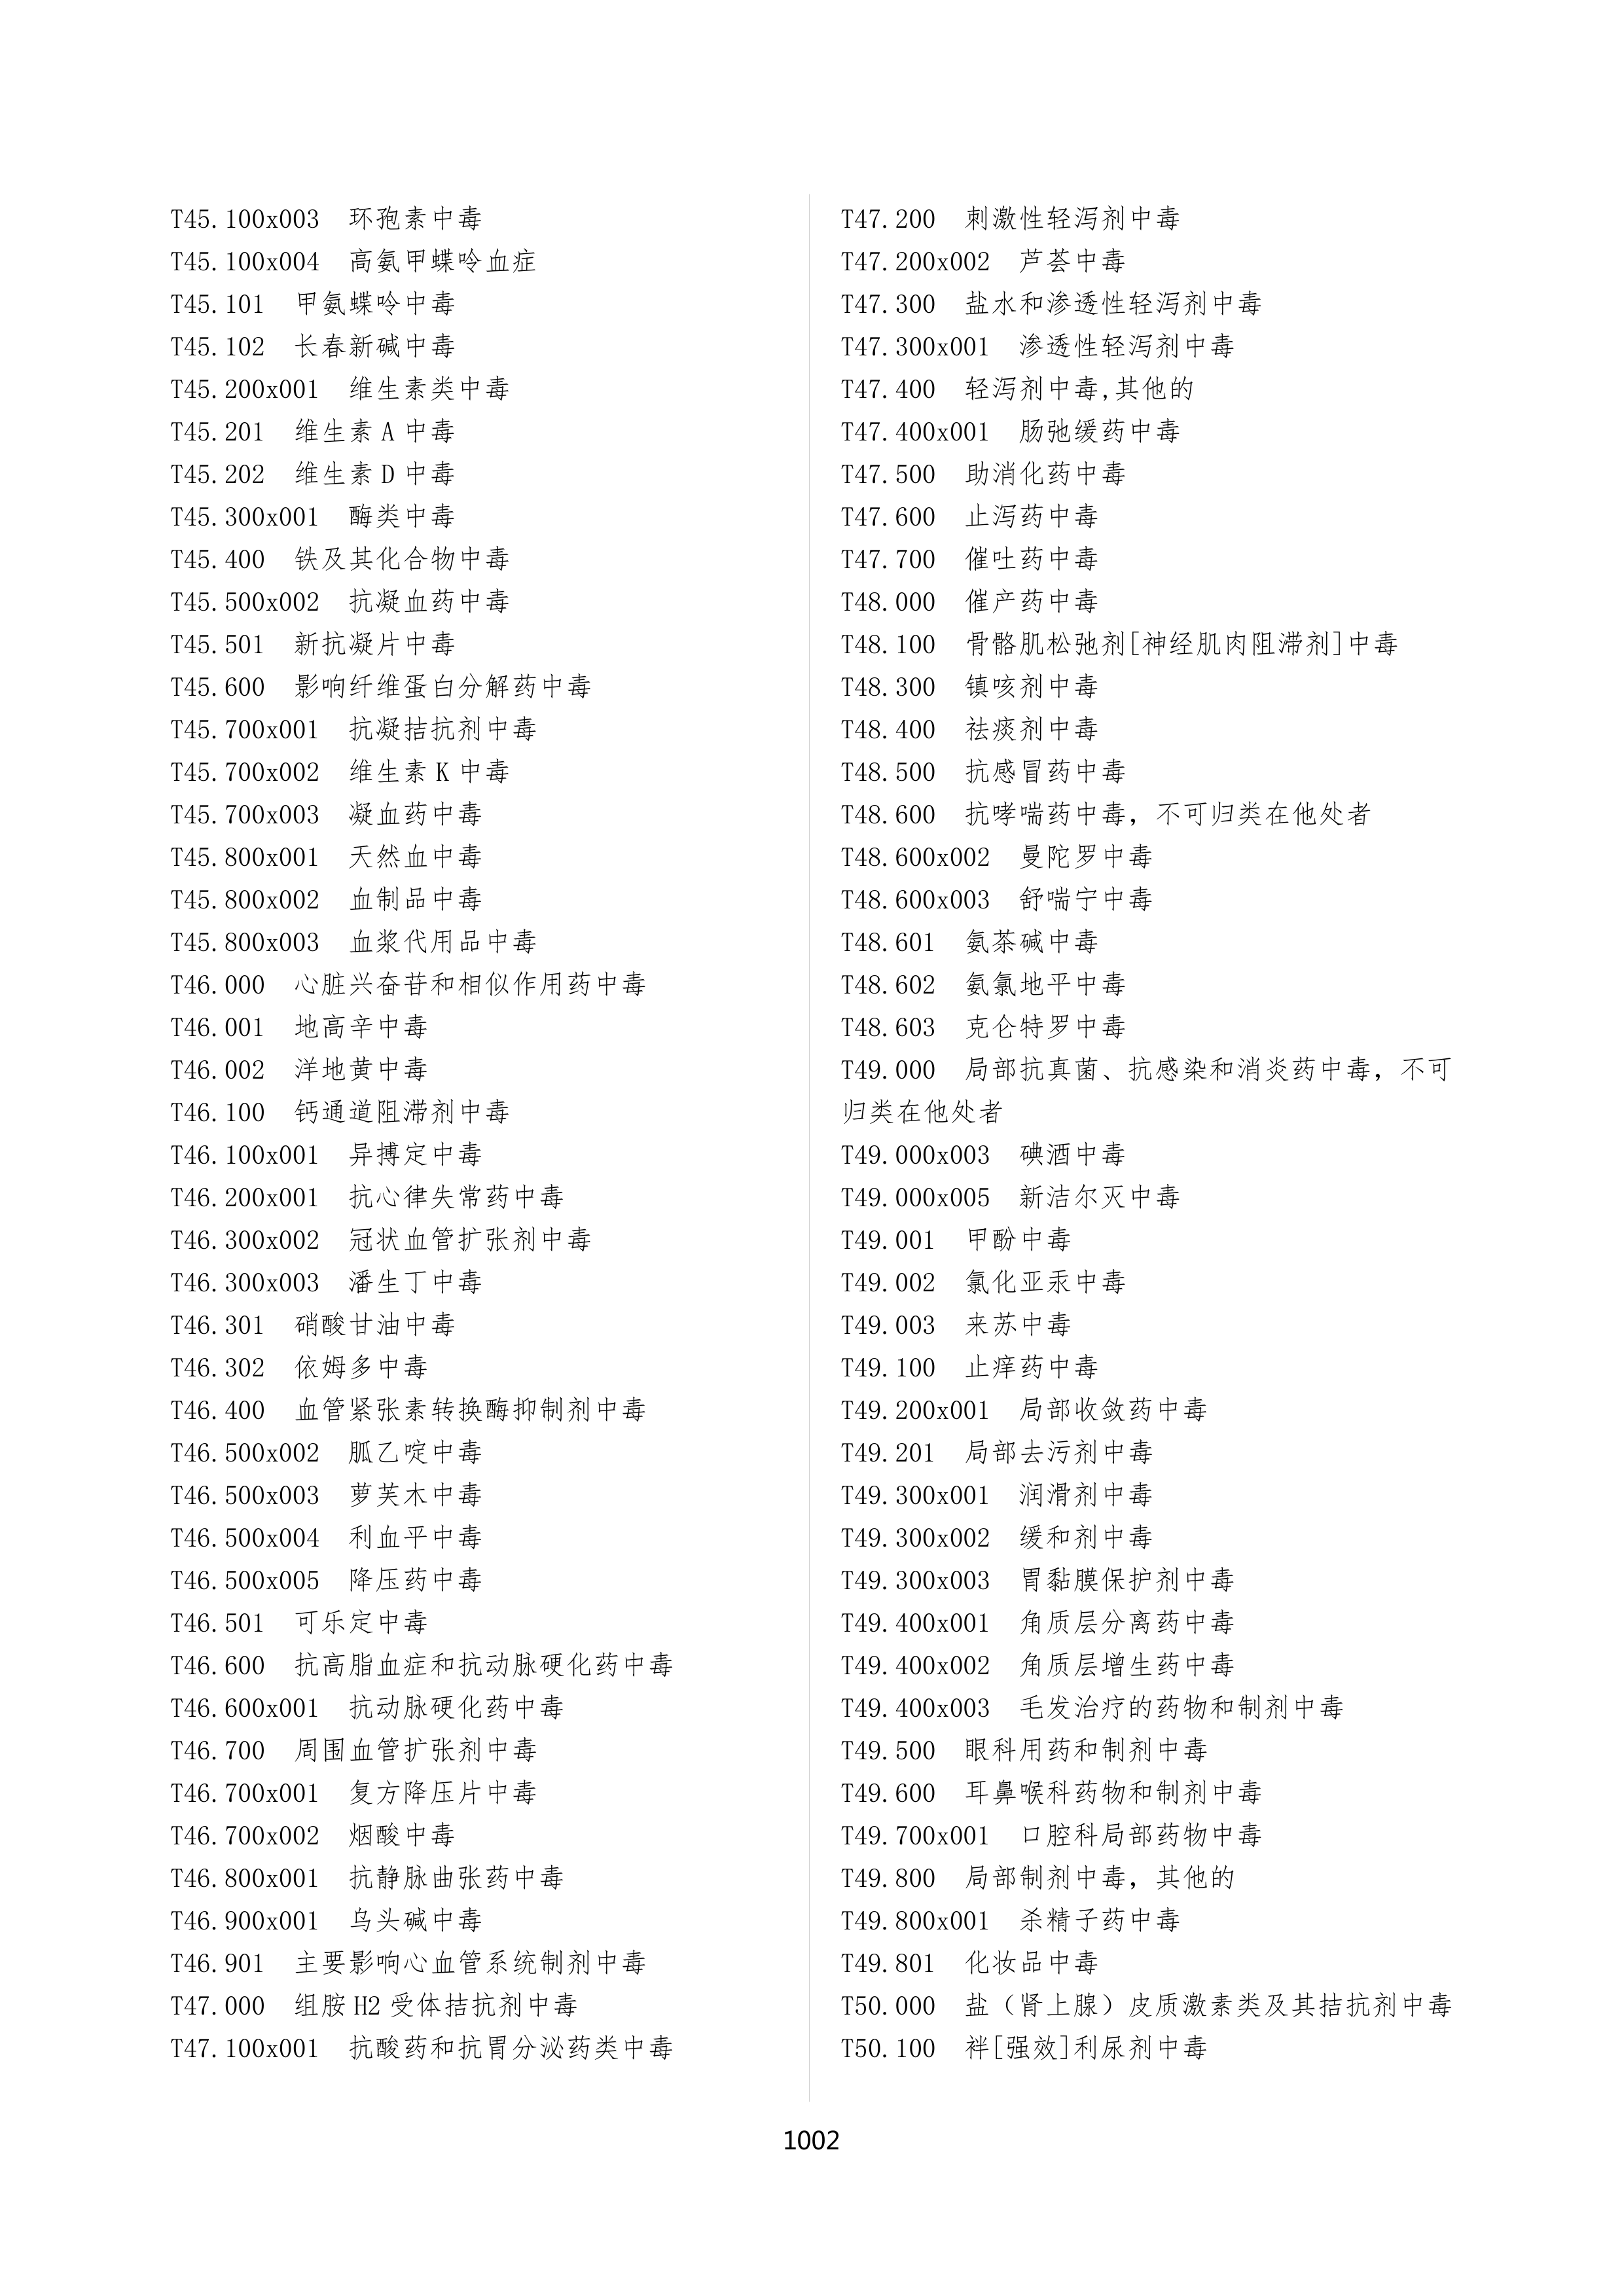 T45.100x003 环孢素中毒
T45.100x004 高氨甲蝶呤血症
T45.101 甲氨蝶呤中毒
T45.102 长春新碱中毒
T45.200x001 维生素类中毒
T45.201 维生素A中毒
T45.202 维生素D中毒
T45.300x001 酶类中毒
T45.400 铁及其化合物中毒
T45.500x002 抗凝血药中毒
T45.501 新抗凝片中毒
T45.600 影响纤维蛋白分解药中毒
T45.700x001 抗凝拮抗剂中毒
T45.700x002 维生素K中毒
T45.700x003 凝血药中毒
T45.800x001 天然血中毒
T45.800x002 血制品中毒
T45.800x003 血浆代用品中毒
T46.000 心脏兴奋苷和相似作用药中毒
T46.001 地高辛中毒
T46.002 洋地黄中毒
T46.100 钙通道阻滞剂中毒
T46.100x001 异搏定中毒
T46.200x001 抗心律失常药中毒
T46.300x002 冠状血管扩张剂中毒
T46.300x003 潘生丁中毒
T46.301 硝酸甘油中毒
T46.302 依姆多中毒
T46.400 血管紧张素转换酶抑制剂中毒
T46.500x002 胍乙啶中毒
T46.500x003 萝芙木中毒
T46.500x004 利血平中毒
T46.500x005 降压药中毒
T46.501 可乐定中毒
T46.600 抗高脂血症和抗动脉硬化药中毒
T46.600x001 抗动脉硬化药中毒
T46.700 周围血管扩张剂中毒
T46.700x001 复方降压片中毒
T46.700x002 烟酸中毒
T46.800x001 抗静脉曲张药中毒
T46.900x001 乌头碱中毒
T46.901 主要影响心血管系统制剂中毒
T47.000 组胺H2受体拮抗剂中毒
T47.100x001 抗酸药和抗胃分泌药类中毒
T47.200 刺激性轻泻剂中毒
T47.200x002 芦荟中毒
T47.300 盐水和渗透性轻泻剂中毒
T47.300x001 渗透性轻泻剂中毒
T47.400 轻泻剂中毒,其他的
T47.400x001 肠弛缓药中毒
T47.500 助消化药中毒
T47.600 止泻药中毒
T47.700 催吐药中毒
T48.000 催产药中毒
T48.100 骨骼肌松弛剂[神经肌肉阻滞剂]中毒
T48.300 镇咳剂中毒
T48.400 祛痰剂中毒
T48.500 抗感冒药中毒
T48.600 抗哮喘药中毒，不可归类在他处者
T48.600x002 曼陀罗中毒
T48.600x003 舒喘宁中毒
T48.601 氨茶碱中毒
T48.602 氨氯地平中毒
T48.603 克仑特罗中毒
T49.000 局部抗真菌、抗感染和消炎药中毒，不可
归类在他处者
T49.000x003 碘酒中毒
T49.000x005 新洁尔灭中毒
T49.001 甲酚中毒
T49.002 氯化亚汞中毒
T49.003 来苏中毒
T49.100 止痒药中毒
T49.200x001 局部收敛药中毒
T49.201 局部去污剂中毒
T49.300x001 润滑剂中毒
T49.300x002 缓和剂中毒
T49.300x003 胃黏膜保护剂中毒
T49.400x001 角质层分离药中毒
T49.400x002 角质层增生药中毒
T49.400x003 毛发治疗的药物和制剂中毒
T49.500 眼科用药和制剂中毒
T49.600 耳鼻喉科药物和制剂中毒
T49.700x001 口腔科局部药物中毒
T49.800 局部制剂中毒，其他的
T49.800x001 杀精子药中毒
T49.801 化妆品中毒
T50.000 盐（肾上腺）皮质激素类及其拮抗剂中毒
T50.100 袢[强效]利尿剂中毒
1002